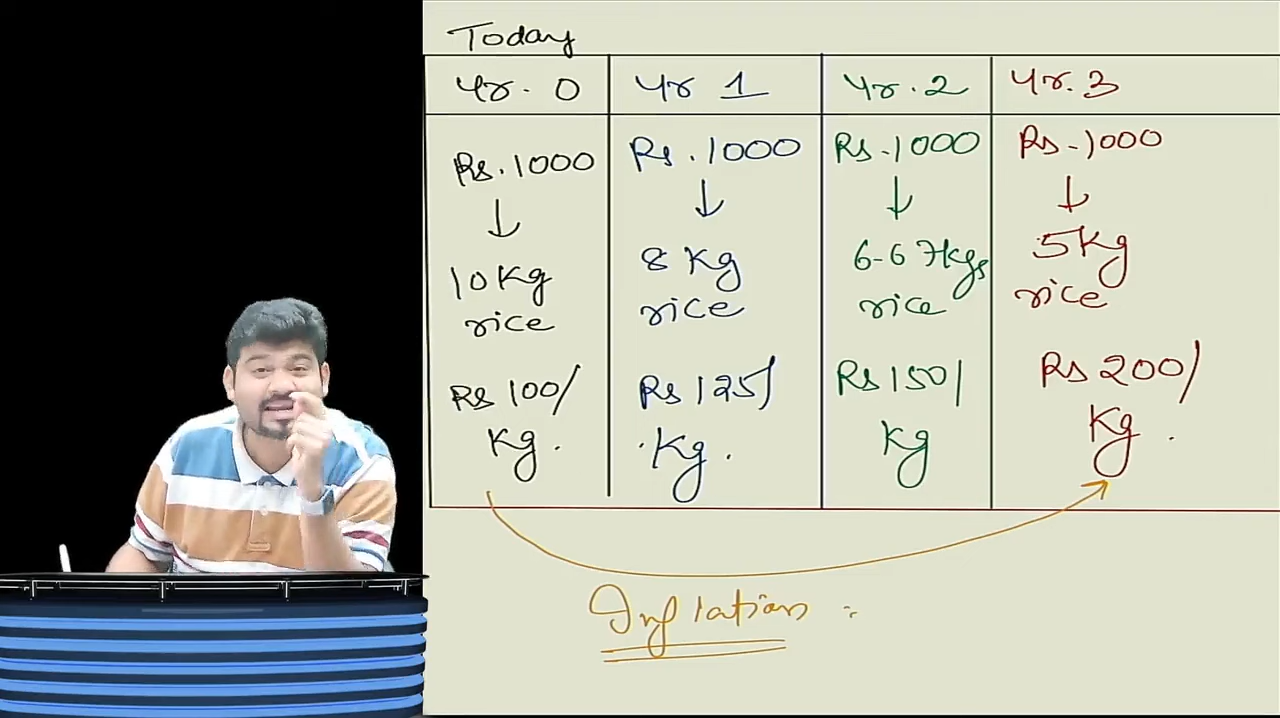 Today
Yr. 0
Yr 1
Yr. 2
Yr. 3
Rs. 1000
↓
10 Kg
rice
Rs 100/
Kg.
Rs. 1000
↓
8 Kg
rice
Rs 125/
Kg.
Rs. 1000
↓
6.67kgs
rice
Rs 150/
Kg
Rs. 1000
↓
5 Kg
rice
Rs 200/
Kg.
Inflation :